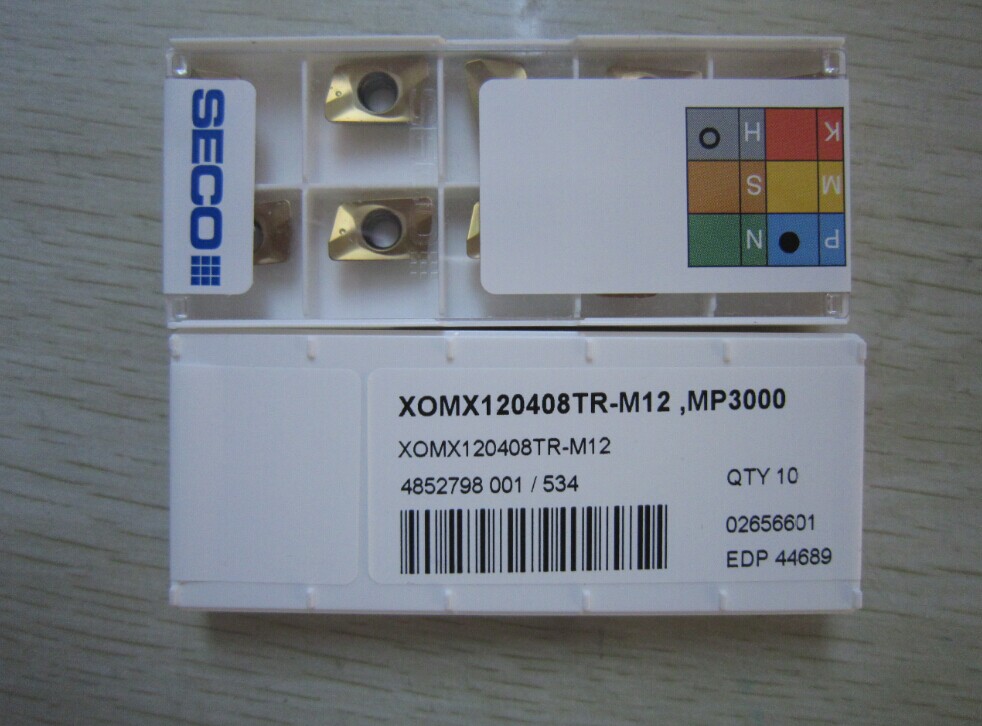 SECO
K
H
M
S
P
N
XOMX120408TR-M12 ,MP3000
XOMX120408TR-M12
4852798 001 / 534
QTY 10
02656601
EDP 44689